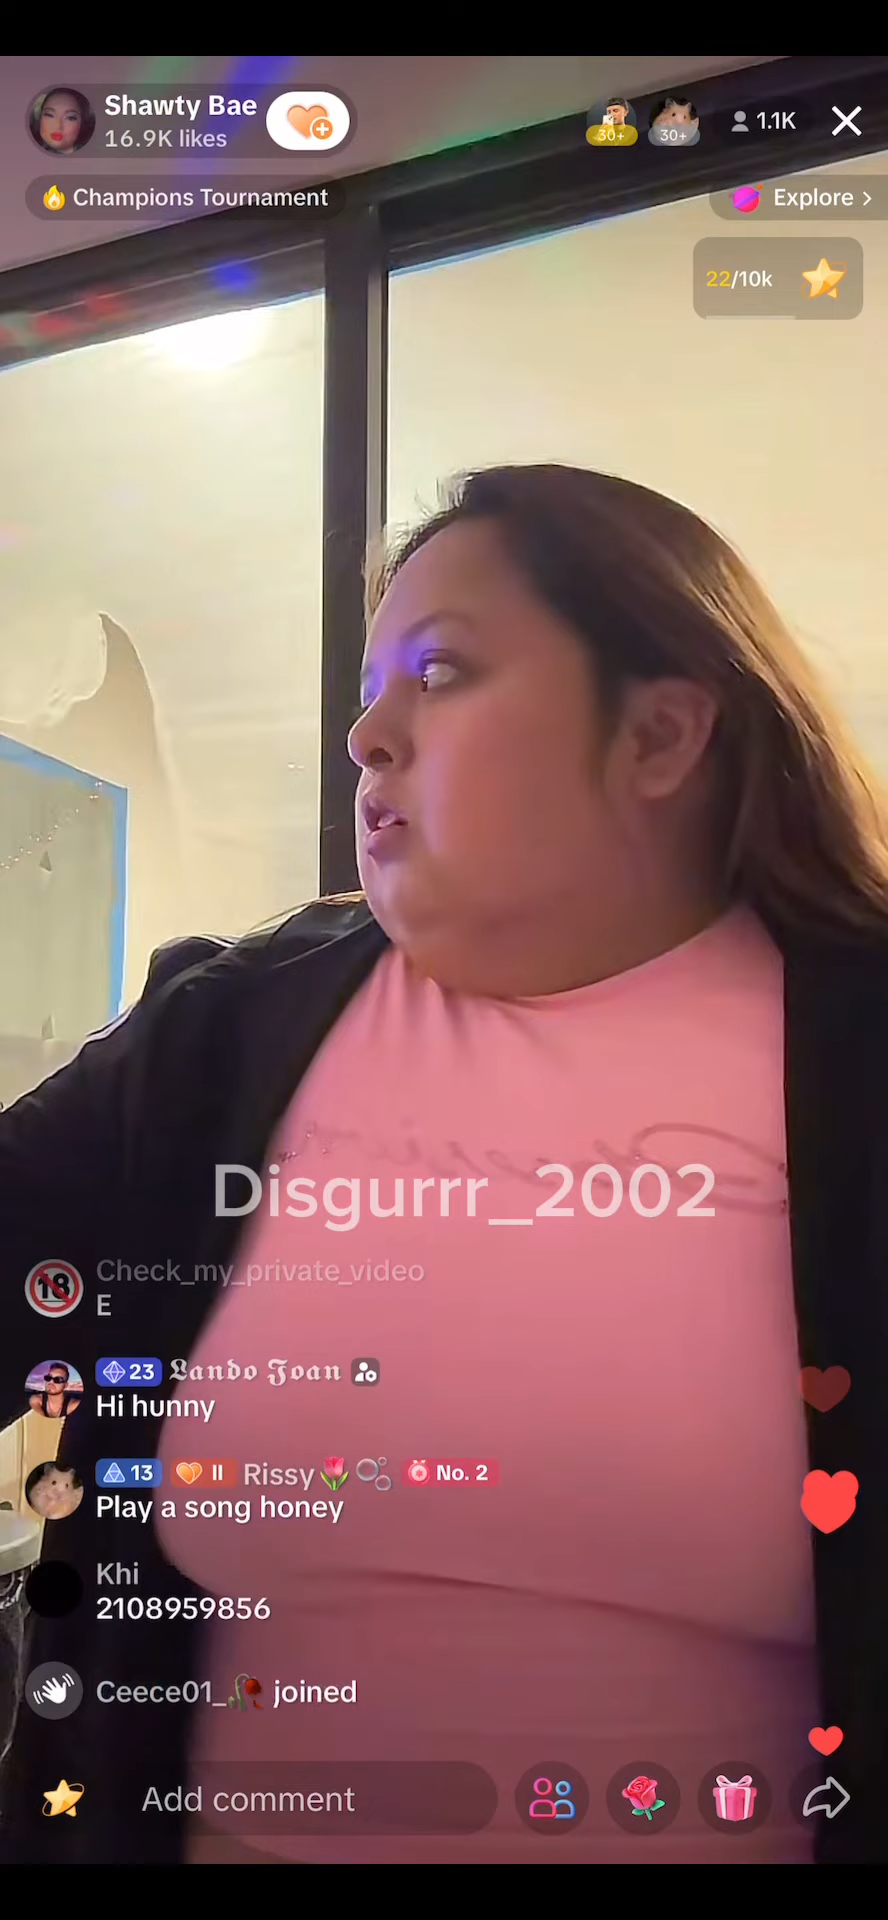 Shawty Bae
16.9K likes
30+
30+
1.1K
Champions Tournament
Explore >
22/10k
Disgurrr_2002
18
Check_my_private_video
E
23 𝕷𝖆𝖓𝖉𝖔 𝕵𝖔𝖆𝖓
Hi hunny
13 II Rissy🌷🫧 No. 2
Play a song honey
Khi
2108959856
Ceece01_🥀 joined
Add comment